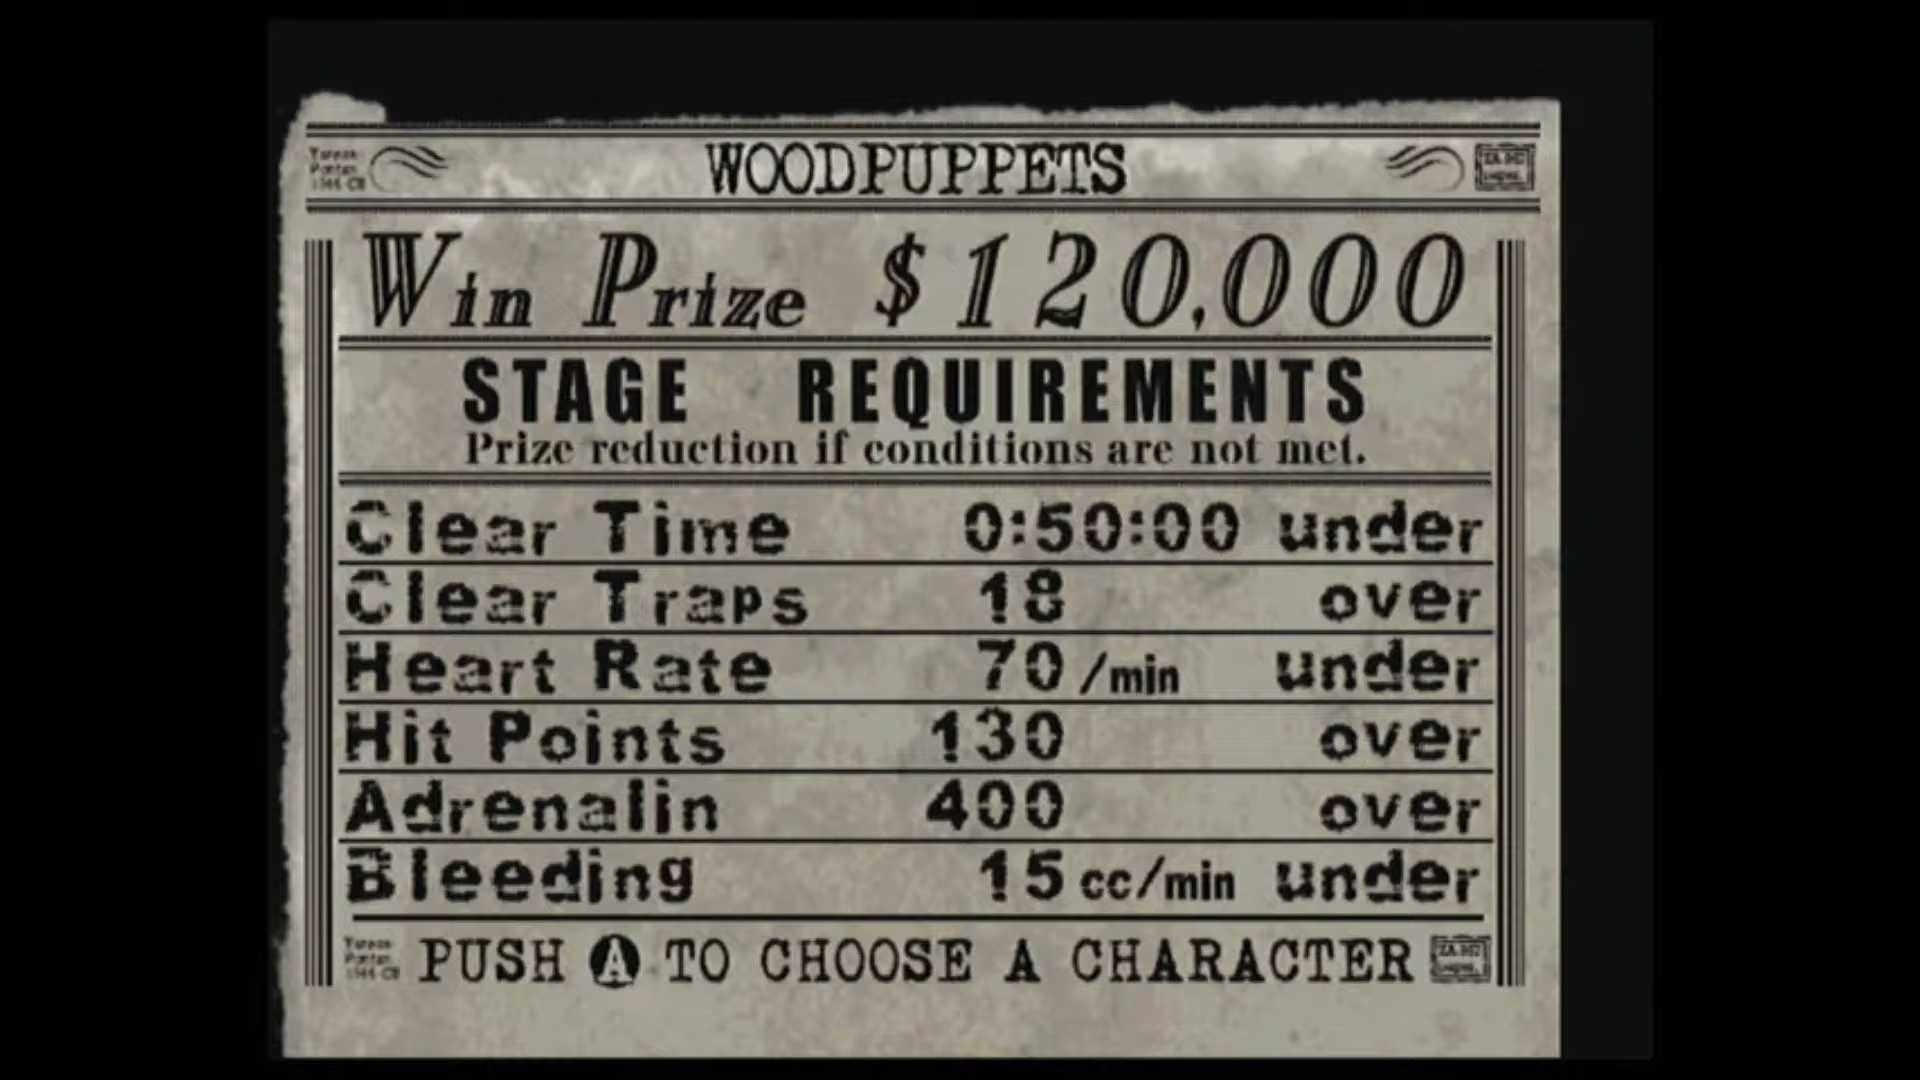 WOODPUPPETS
Win Prize $120,000
STAGE REQUIREMENTS
Prize reduction if conditions are not met.
Clear Time 0:50:00 under
Clear Traps 18 over
Heart Rate 70 /min under
Hit Points 130 over
Adrenalin 400 over
Bleeding 15 cc/min under
PUSH A TO CHOOSE A CHARACTER